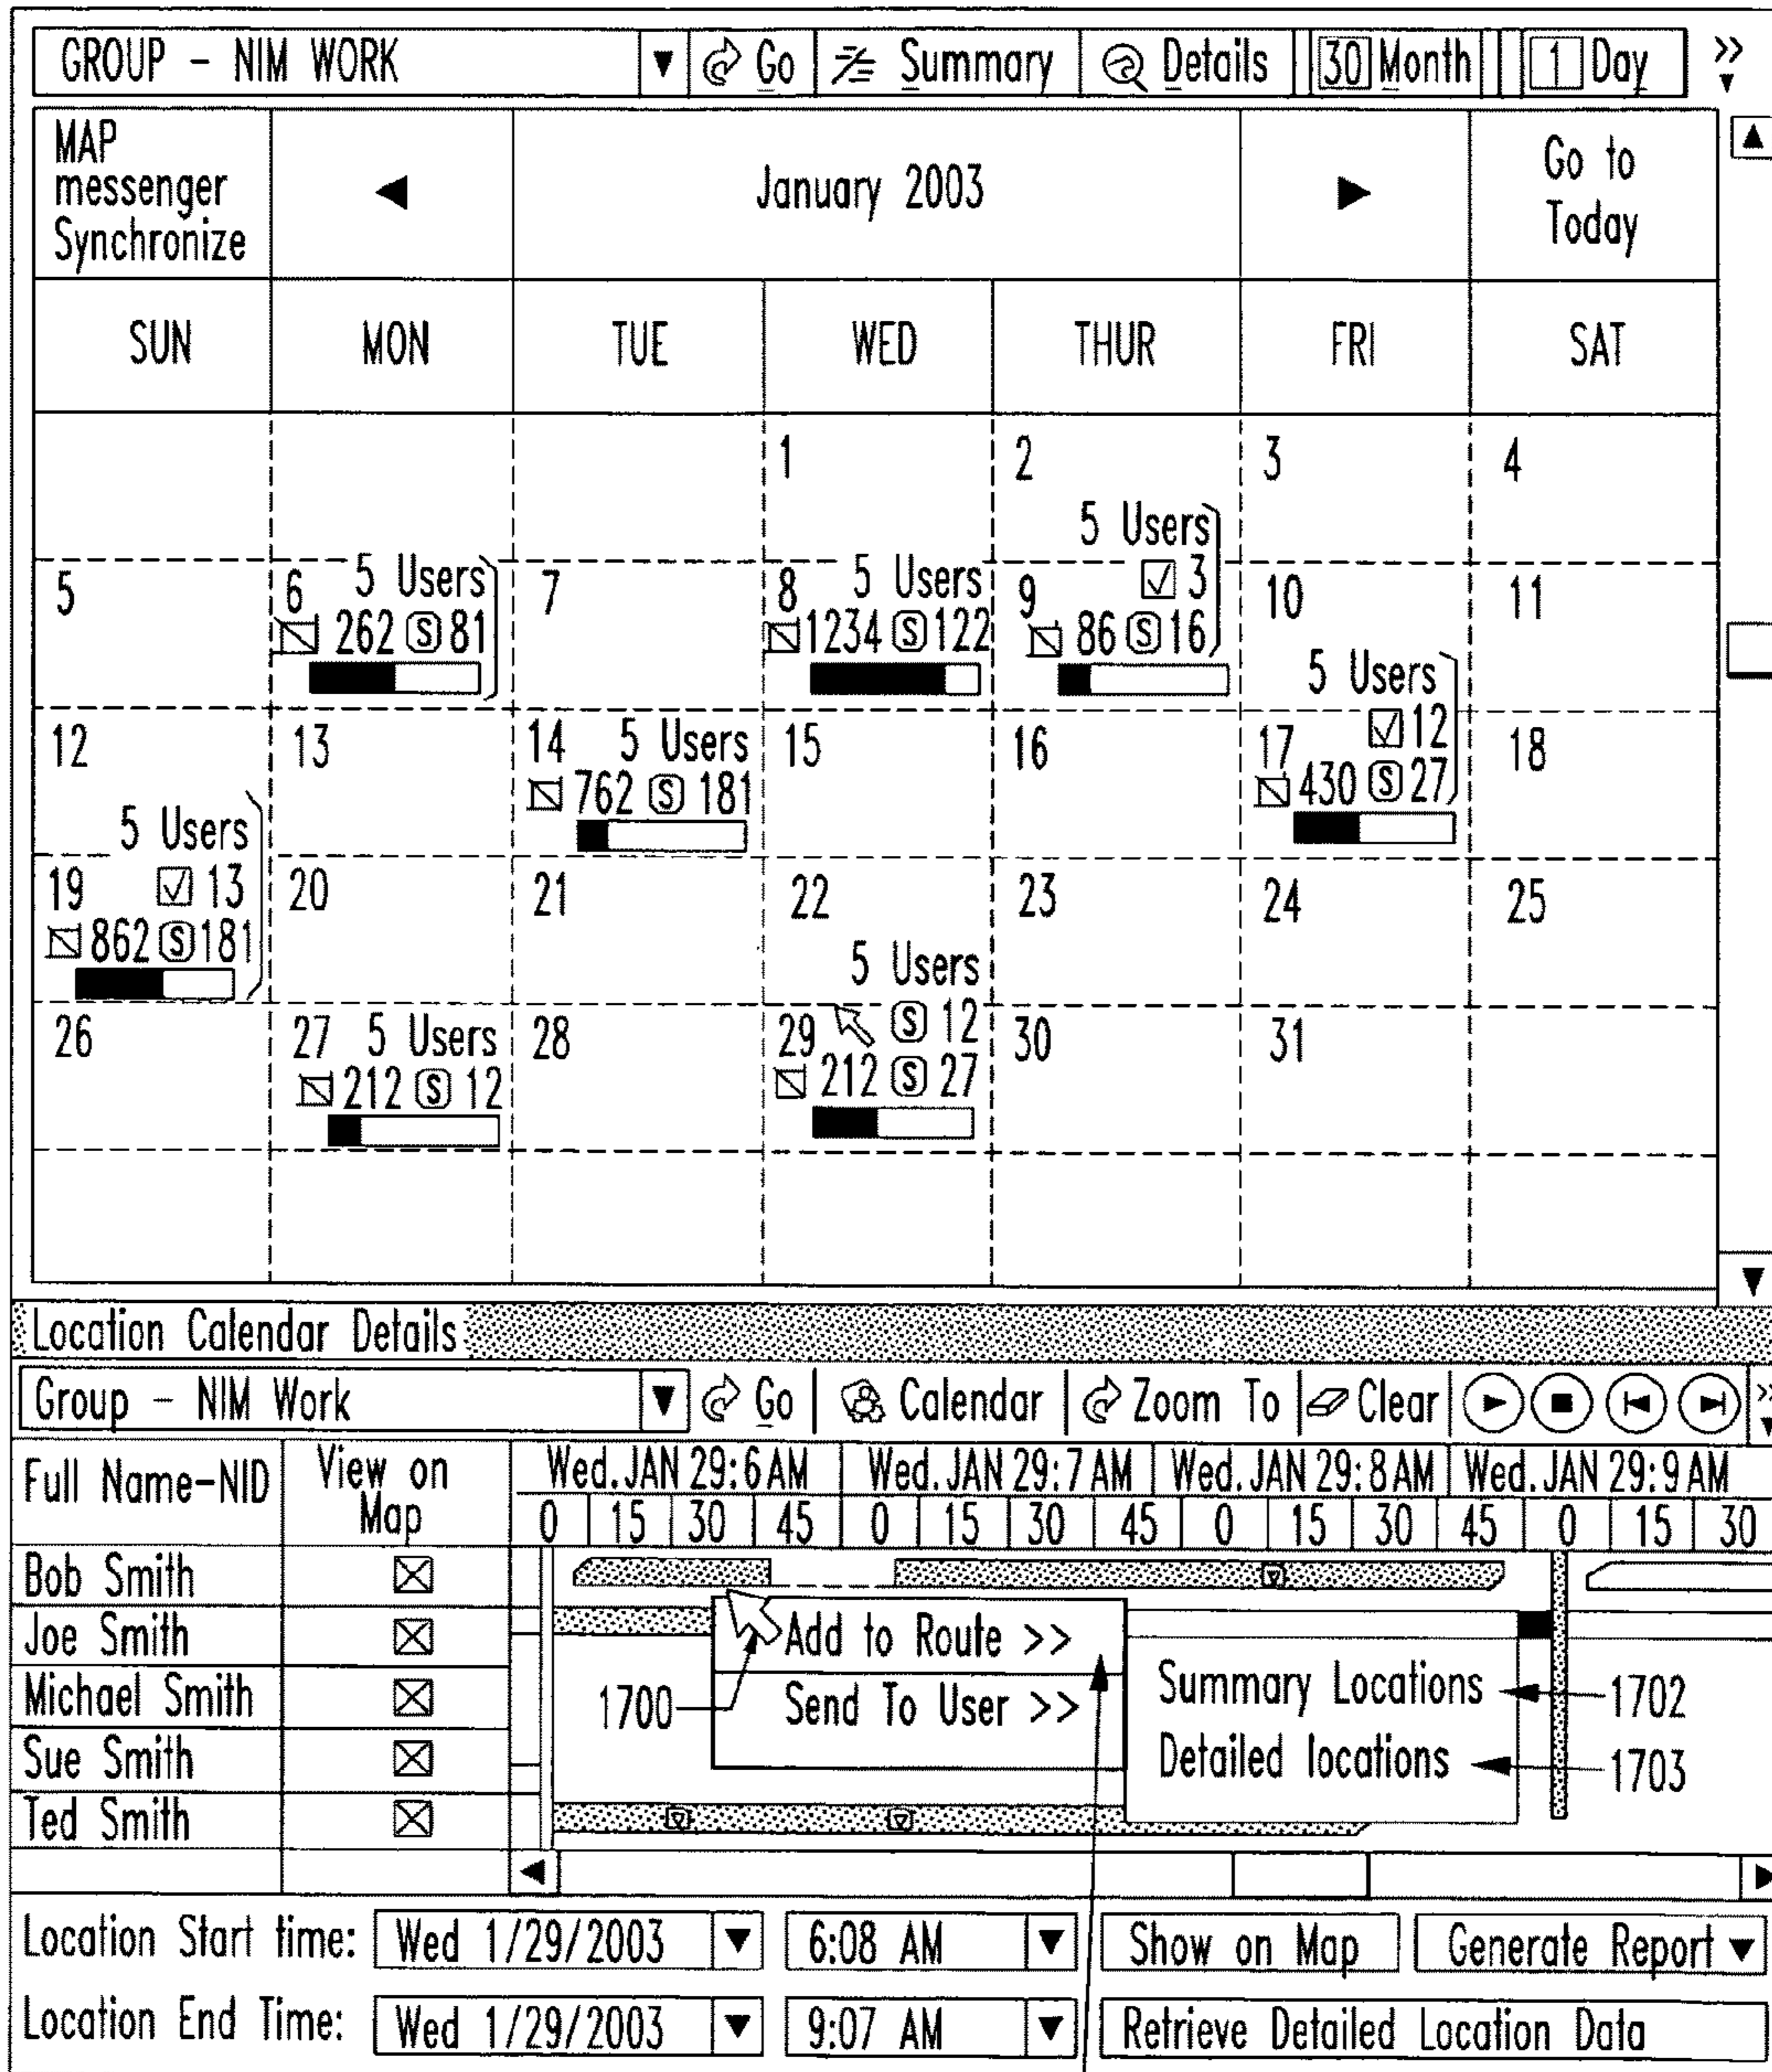 GROUP - NIM WORK Go Summary Details 30 Month 1 Day >>
MAP messenger Synchronize January 2003 Go to Today
SUN MON TUE WED THUR FRI SAT
1 2 3 4
5 Users
5 6 5 Users 7 8 5 Users 9 3 10 11
262 S 81 1234 S 122 86 S 16
5 Users
12 13 14 5 Users 15 16 17 12 18
762 S 181 430 S 27
5 Users
19 13 20 21 22 23 24 25
862 S 181
5 Users
26 27 5 Users 28 29 S 12 30 31
212 S 12 212 S 27
Location Calendar Details
Group - NIM Work Go Calendar Zoom To Clear >>
Full Name-NID View on Map Wed. JAN 29:6 AM Wed. JAN 29:7 AM Wed. JAN 29:8 AM Wed. JAN 29:9 AM
0 15 30 45 0 15 30 45 0 15 30 45 0 15 30
Bob Smith
Joe Smith Add to Route >>
Michael Smith 1700 Send To User >> Summary Locations 1702
Sue Smith Detailed locations 1703
Ted Smith
Location Start time: Wed 1/29/2003 6:08 AM Show on Map Generate Report
Location End Time: Wed 1/29/2003 9:07 AM Retrieve Detailed Location Data